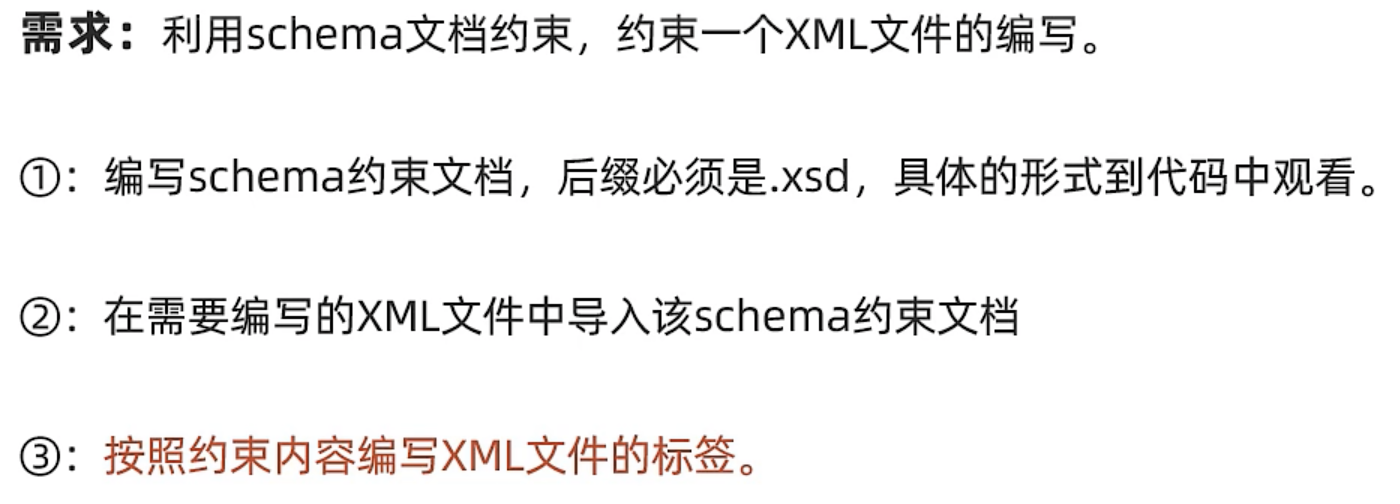 需求：利用schema文档约束，约束一个XML文件的编写。
①：编写schema约束文档，后缀必须是.xsd，具体的形式到代码中观看。
②：在需要编写的XML文件中导入该schema约束文档
③：按照约束内容编写XML文件的标签。